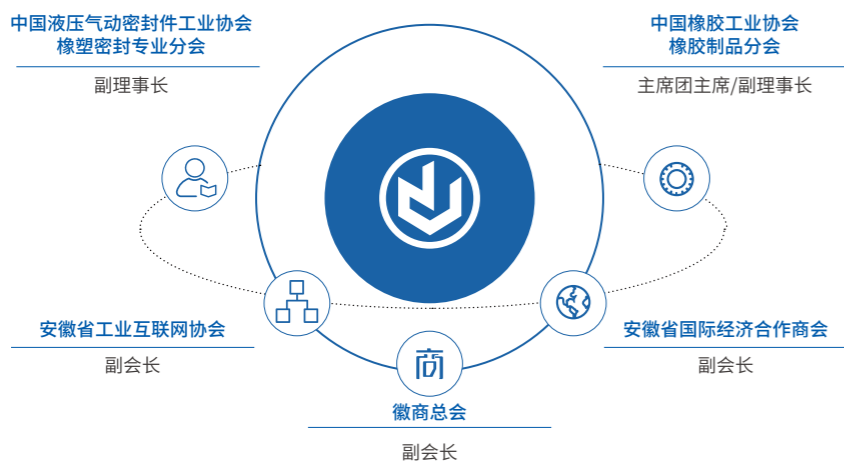 中国液压气动密封件工业协会
橡塑密封专业分会
副理事长
中国橡胶工业协会
橡胶制品分会
主席团主席/副理事长
安徽省工业互联网协会
副会长
安徽省国际经济合作商会
副会长
商
徽商总会
副会长